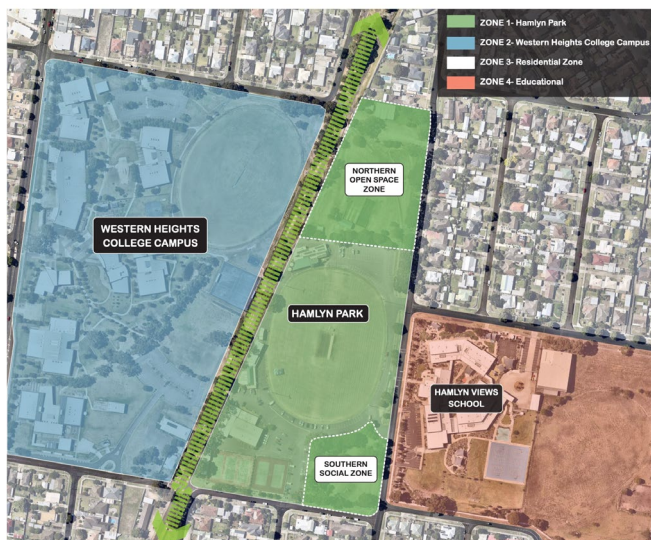 ZONE 1- Hamlyn Park
ZONE 2- Western Heights College Campus
ZONE 3- Residential Zone
ZONE 4- Educational
NORTHERN
OPEN SPACE
ZONE
WESTERN HEIGHTS
COLLEGE CAMPUS
HAMLYN PARK
HAMLYN VIEWS
SCHOOL
SOUTHERN
SOCIAL ZONE